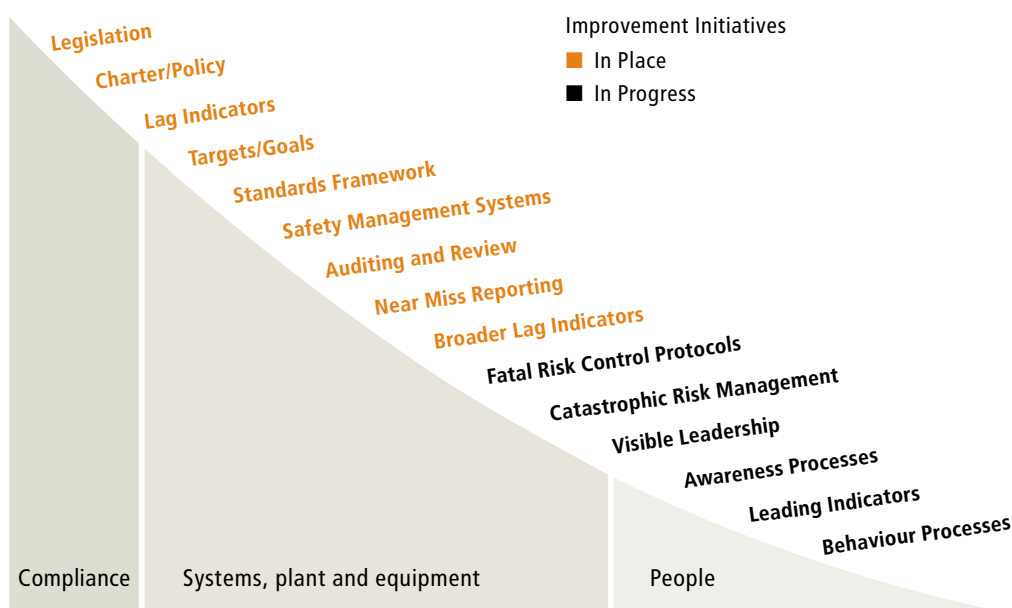 Improvement Initiatives
In Place
In Progress
Legislation
Charter/Policy
Lag Indicators
Targets/Goals
Standards Framework
Safety Management Systems
Auditing and Review
Near Miss Reporting
Broader Lag Indicators
Fatal Risk Control Protocols
Catastrophic Risk Management
Visible Leadership
Awareness Processes
Leading Indicators
Behaviour Processes
Compliance
Systems, plant and equipment
People